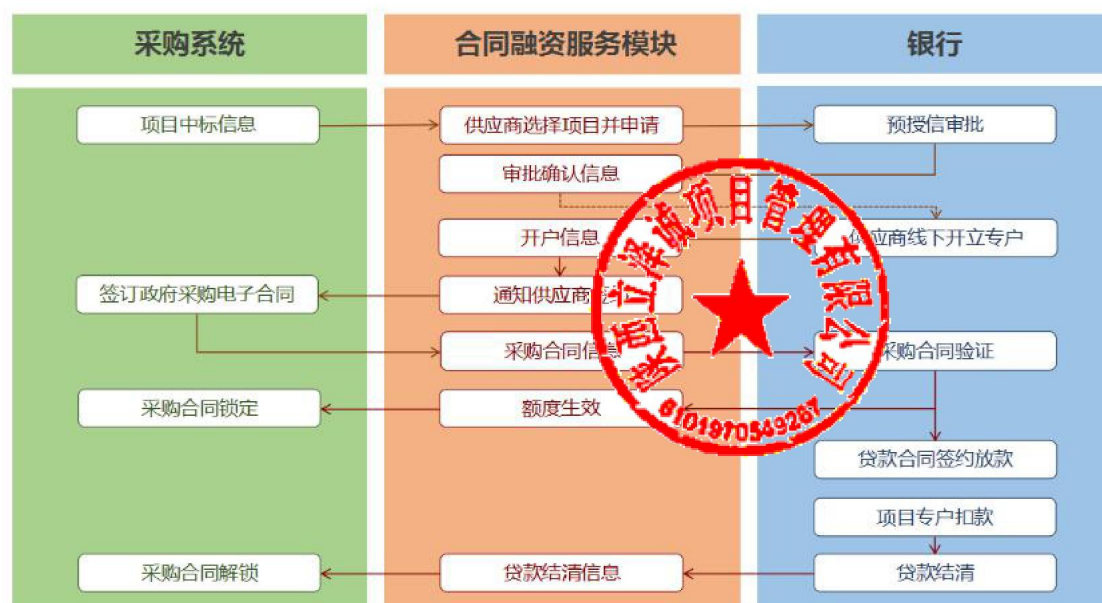 采购系统
合同融资服务模块
银行
项目中标信息
供应商选择项目并申请
预授信审批
审批确认信息
开户信息
供应商线下开立专户
签订政府采购电子合同
通知供应商
采购合同信息
采购合同验证
采购合同锁定
额度生效
贷款合同签约放款
项目专户扣款
采购合同解锁
贷款结清信息
贷款结清
陕西立泽诚项目管理有限公司
6101970549267